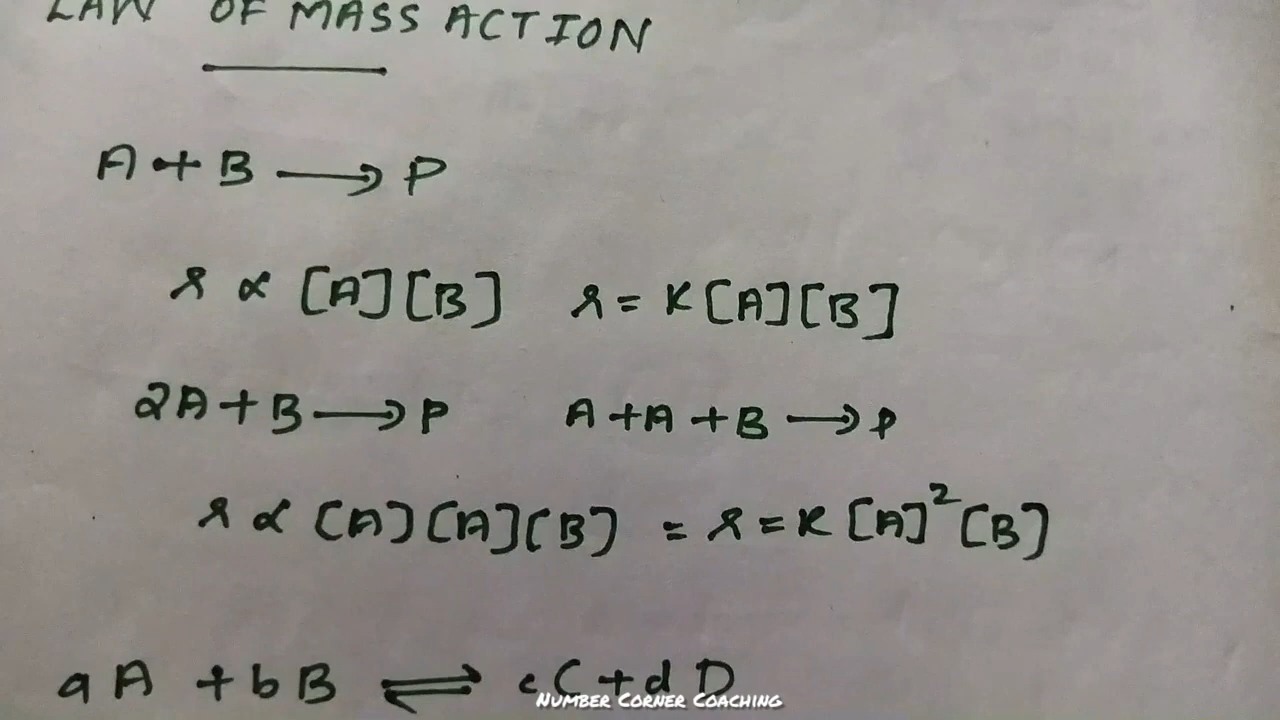 LAW OF MASS ACTION
A + B ⟶ P
r ∝ [A][B] r = K[A][B]
2A + B ⟶ P A + A + B ⟶ P
r ∝ [A][A][B] = r = K[A]²[B]
aA + bB ⇌ cC + dD
NUMBER CORNER COACHING